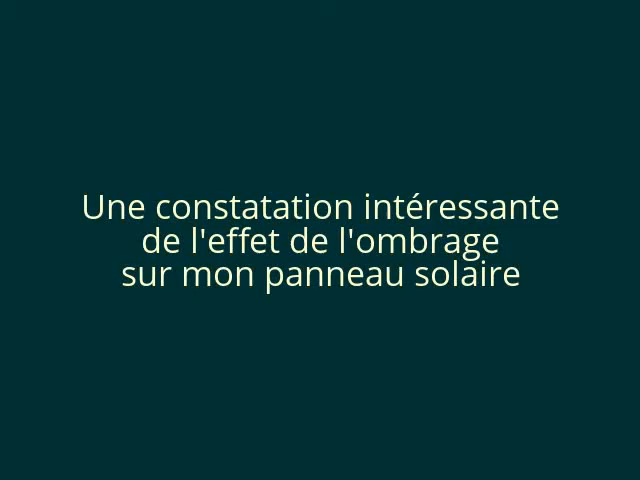 Une constatation intéressante
de l'effet de l'ombrage
sur mon panneau solaire